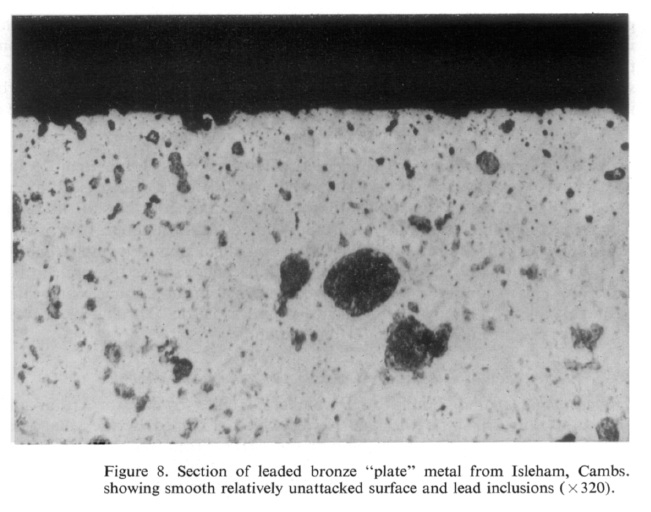 Figure 8. Section of leaded bronze “plate” metal from Isleham, Cambs.
showing smooth relatively unattacked surface and lead inclusions (×320).